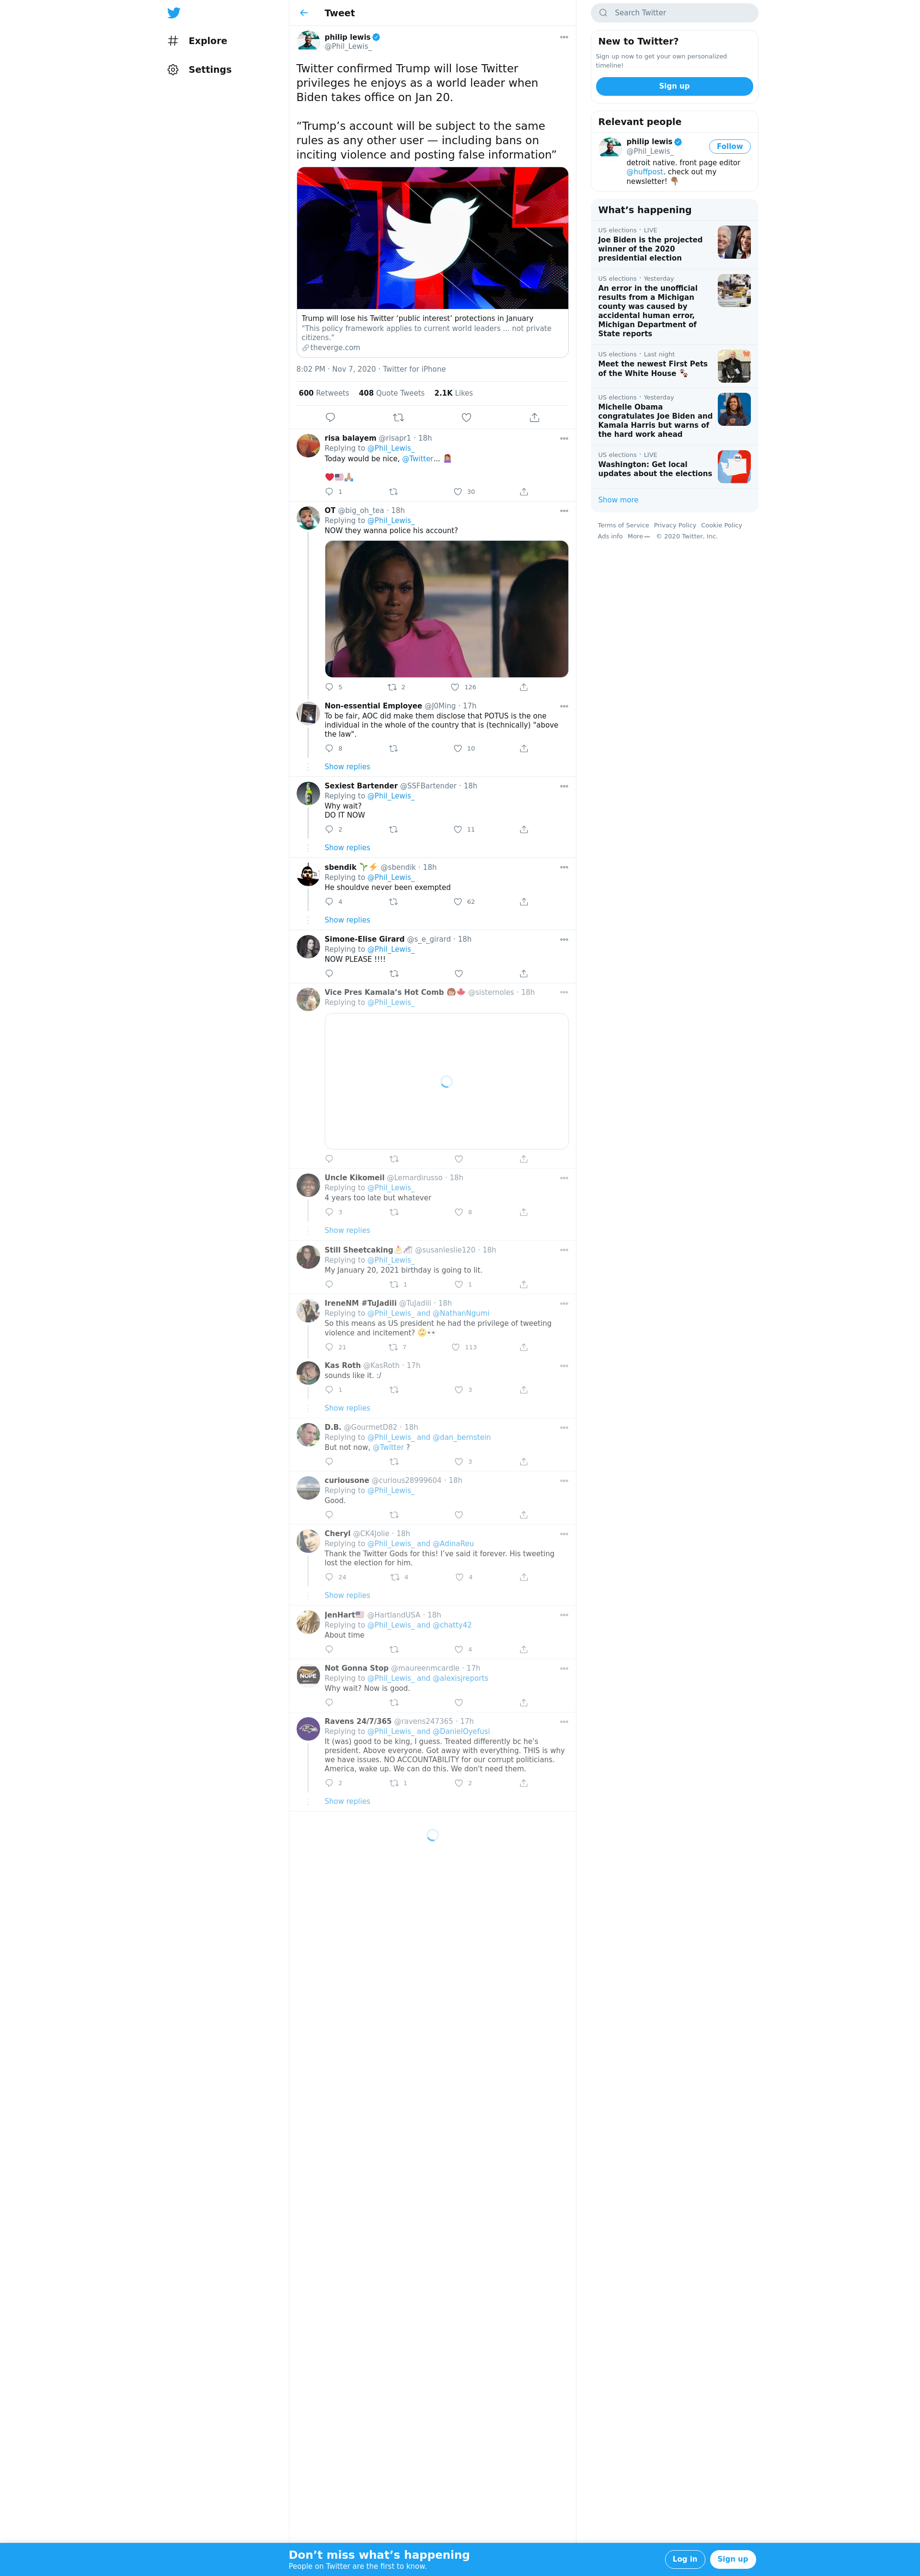 Explore
Settings
Tweet
philip lewis
@Phil_Lewis_
Twitter confirmed Trump will lose Twitter
privileges he enjoys as a world leader when
Biden takes office on Jan 20.
“Trump’s account will be subject to the same
rules as any other user — including bans on
inciting violence and posting false information”
Trump will lose his Twitter ‘public interest’ protections in January
“This policy framework applies to current world leaders ... not private
citizens.”
theverge.com
8:02 PM · Nov 7, 2020 · Twitter for iPhone
600 Retweets 408 Quote Tweets 2.1K Likes
risa balayem @risapr1 · 18h
Replying to @Phil_Lewis_
Today would be nice, @Twitter...
1 30
OT @big_oh_tea · 18h
Replying to @Phil_Lewis_
NOW they wanna police his account?
5 2 126
Non-essential Employee @J0Ming · 17h
To be fair, AOC did make them disclose that POTUS is the one
individual in the whole of the country that is (technically) "above
the law".
8 10
Show replies
Sexiest Bartender @SSFBartender · 18h
Replying to @Phil_Lewis_
Why wait?
DO IT NOW
2 11
Show replies
sbendik @sbendik · 18h
Replying to @Phil_Lewis_
He shouldve never been exempted
4 62
Show replies
Simone-Elise Girard @s_e_girard · 18h
Replying to @Phil_Lewis_
NOW PLEASE !!!!
Vice Pres Kamala’s Hot Comb @sistemoles · 18h
Replying to @Phil_Lewis_
Uncle Kikomeil @Lemardirusso · 18h
Replying to @Phil_Lewis_
4 years too late but whatever
3 8
Show replies
Still Sheetcaking @susanleslie120 · 18h
Replying to @Phil_Lewis_
My January 20, 2021 birthday is going to lit.
1 1
IreneNM #TuJadili @TuJadili · 18h
Replying to @Phil_Lewis_ and @NathanNgumi
So this means as US president he had the privilege of tweeting
violence and incitement?
21 7 113
Kas Roth @KasRoth · 17h
sounds like it. :/
1 3
Show replies
D.B. @GourmetD82 · 18h
Replying to @Phil_Lewis_ and @dan_bernstein
But not now, @Twitter ?
3
curiousone @curious28999604 · 18h
Replying to @Phil_Lewis_
Good.
Cheryl @CK4Jolie · 18h
Replying to @Phil_Lewis_ and @AdinaReu
Thank the Twitter Gods for this! I’ve said it forever. His tweeting
lost the election for him.
24 4 4
Show replies
JenHart @HartlandUSA · 18h
Replying to @Phil_Lewis_ and @chatty42
About time
4
Not Gonna Stop @maureenmcardle · 17h
Replying to @Phil_Lewis_ and @alexisjreports
Why wait? Now is good.
NOPE
Ravens 24/7/365 @ravens247365 · 17h
Replying to @Phil_Lewis_ and @DanielOyefusi
It (was) good to be king, I guess. Treated differently bc he’s
president. Above everyone. Got away with everything. THIS is why
we have issues. NO ACCOUNTABILITY for our corrupt politicians.
America, wake up. We can do this. We don’t need them.
2 1 2
Show replies
Search Twitter
New to Twitter?
Sign up now to get your own personalized
timeline!
Sign up
Relevant people
philip lewis
@Phil_Lewis_
Follow
detroit native. front page editor
@huffpost. check out my
newsletter!
What’s happening
US elections · LIVE
Joe Biden is the projected
winner of the 2020
presidential election
US elections · Yesterday
An error in the unofficial
results from a Michigan
county was caused by
accidental human error,
Michigan Department of
State reports
US elections · Last night
Meet the newest First Pets
of the White House
US elections · Yesterday
Michelle Obama
congratulates Joe Biden and
Kamala Harris but warns of
the hard work ahead
US elections · LIVE
Washington: Get local
updates about the elections
Show more
Terms of Service Privacy Policy Cookie Policy
Ads info More © 2020 Twitter, Inc.
Don’t miss what’s happening
People on Twitter are the first to know.
Log in
Sign up